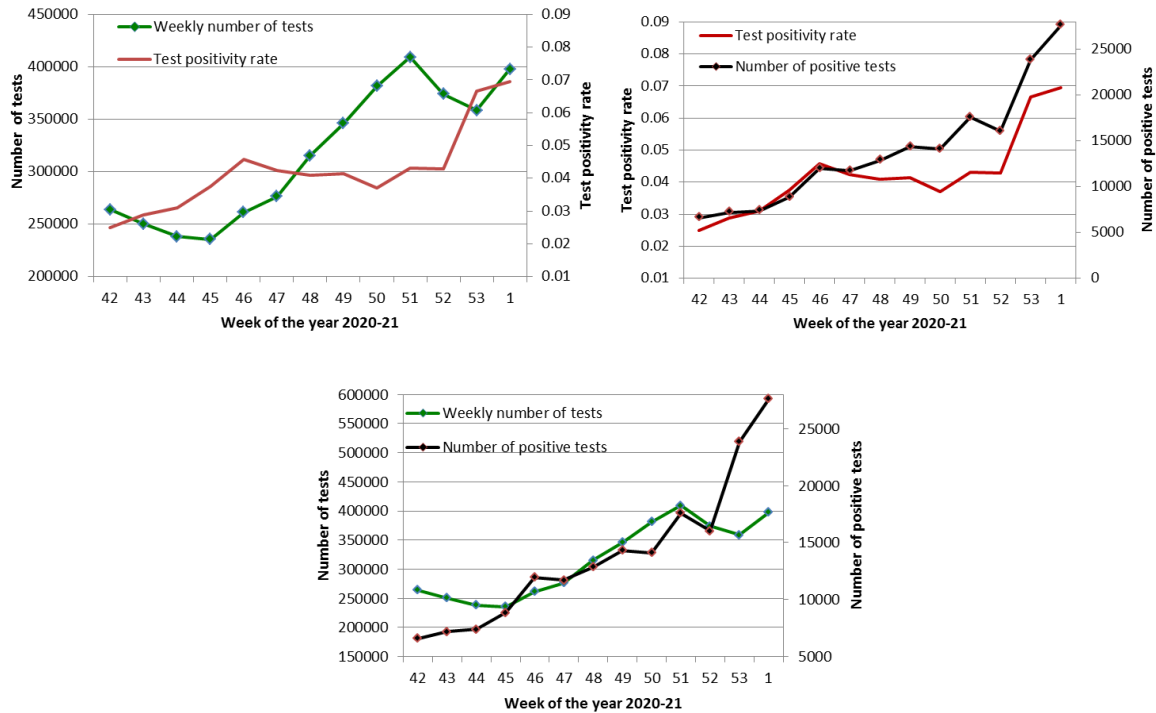 450000
400000
350000
300000
250000
200000
Number of tests
Weekly number of tests
Test positivity rate
0.09
0.08
0.07
0.06
0.05
0.04
0.03
0.02
0.01
Test positivity rate
42 43 44 45 46 47 48 49 50 51 52 53 1
Week of the year 2020-21
0.09
0.08
0.07
0.06
0.05
0.04
0.03
0.02
0.01
Test positivity rate
Test positivity rate
Number of positive tests
25000
20000
15000
10000
5000
0
Number of positive tests
42 43 44 45 46 47 48 49 50 51 52 53 1
Week of the year 2020-21
600000
550000
500000
450000
400000
350000
300000
250000
200000
150000
Number of tests
Weekly number of tests
Number of positive tests
25000
20000
15000
10000
5000
Number of positive tests
42 43 44 45 46 47 48 49 50 51 52 53 1
Week of the year 2020-21